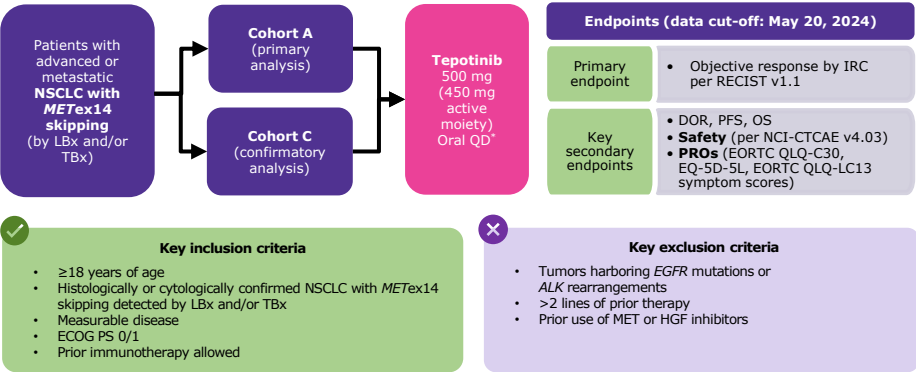 Patients with
advanced or
metastatic
NSCLC with
METex14
skipping
(by LBx and/or
TBx)
Cohort A
(primary
analysis)
Cohort C
(confirmatory
analysis)
Tepotinib
500 mg
(450 mg
active
moiety)
Oral QD*
Endpoints (data cut-off: May 20, 2024)
Primary
endpoint
• Objective response by IRC
per RECIST v1.1
Key
secondary
endpoints
• DOR, PFS, OS
• Safety (per NCI-CTCAE v4.03)
• PROs (EORTC QLQ-C30,
EQ-5D-5L, EORTC QLQ-LC13
symptom scores)
Key inclusion criteria
• ≥18 years of age
• Histologically or cytologically confirmed NSCLC with METex14
skipping detected by LBx and/or TBx
• Measurable disease
• ECOG PS 0/1
• Prior immunotherapy allowed
Key exclusion criteria
• Tumors harboring EGFR mutations or
ALK rearrangements
• >2 lines of prior therapy
• Prior use of MET or HGF inhibitors